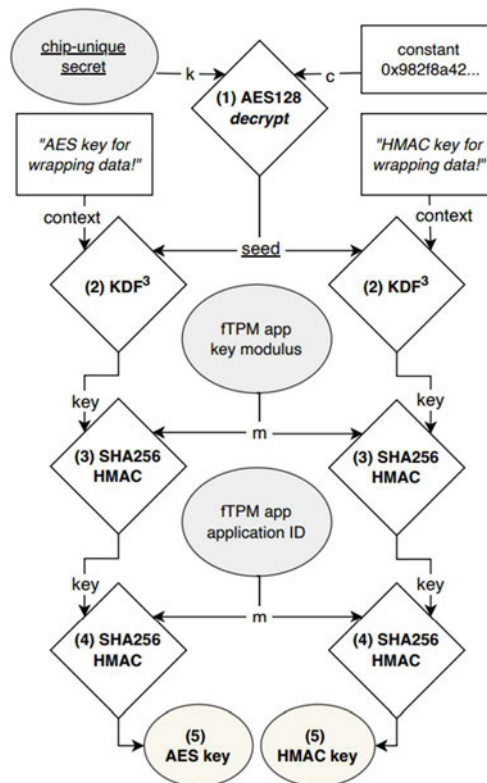 chip-unique
secret
constant
0x982f8a42...
k
c
(1) AES128
decrypt
"AES key for
wrapping data!"
"HMAC key for
wrapping data!"
context
context
seed
(2) KDF³
(2) KDF³
fTPM app
key modulus
key
key
m
(3) SHA256
HMAC
(3) SHA256
HMAC
fTPM app
application ID
key
key
m
(4) SHA256
HMAC
(4) SHA256
HMAC
(5)
AES key
(5)
HMAC key